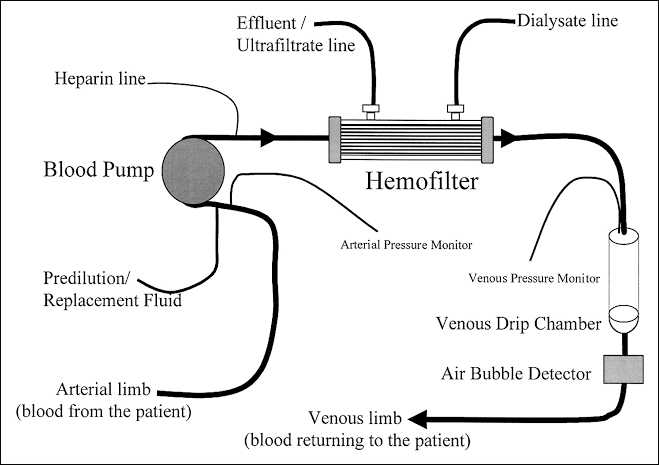 Effluent /
Ultrafiltrate line
Dialysate line
Heparin line
Blood Pump
Hemofilter
Arterial Pressure Monitor
Venous Pressure Monitor
Predilution/
Replacement Fluid
Venous Drip Chamber
Air Bubble Detector
Arterial limb
(blood from the patient)
Venous limb
(blood returning to the patient)